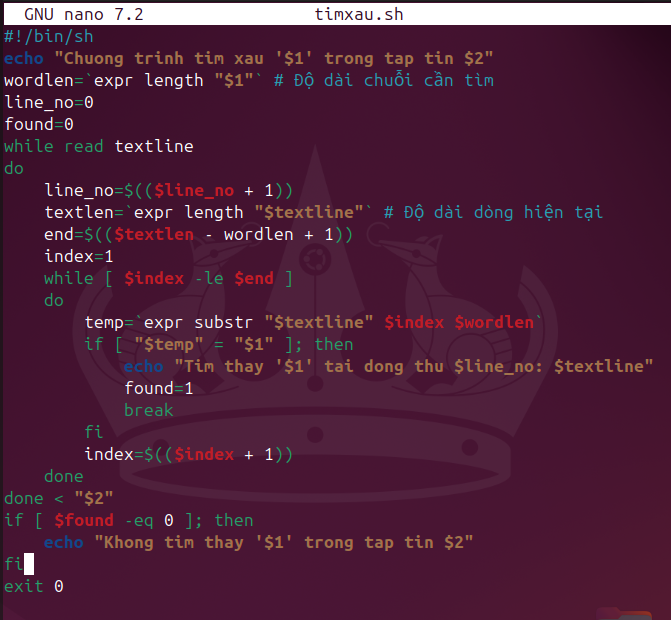 GNU nano 7.2 timxau.sh
#!/bin/sh
echo "Chuong trinh tim xau '$1' trong tap tin $2"
wordlen=`expr length "$1"` # Độ dài chuỗi cần tìm
line_no=0
found=0
while read textline
do
    line_no=$(($line_no + 1))
    textlen=`expr length "$textline"` # Độ dài dòng hiện tại
    end=$(($textlen - wordlen + 1))
    index=1
    while [ $index -le $end ]
    do
        temp=`expr substr "$textline" $index $wordlen`
        if [ "$temp" = "$1" ]; then
            echo "Tim thay '$1' tai dong thu $line_no: $textline"
            found=1
            break
        fi
        index=$(($index + 1))
    done
done < "$2"
if [ $found -eq 0 ]; then
    echo "Khong tim thay '$1' trong tap tin $2"
fi
exit 0